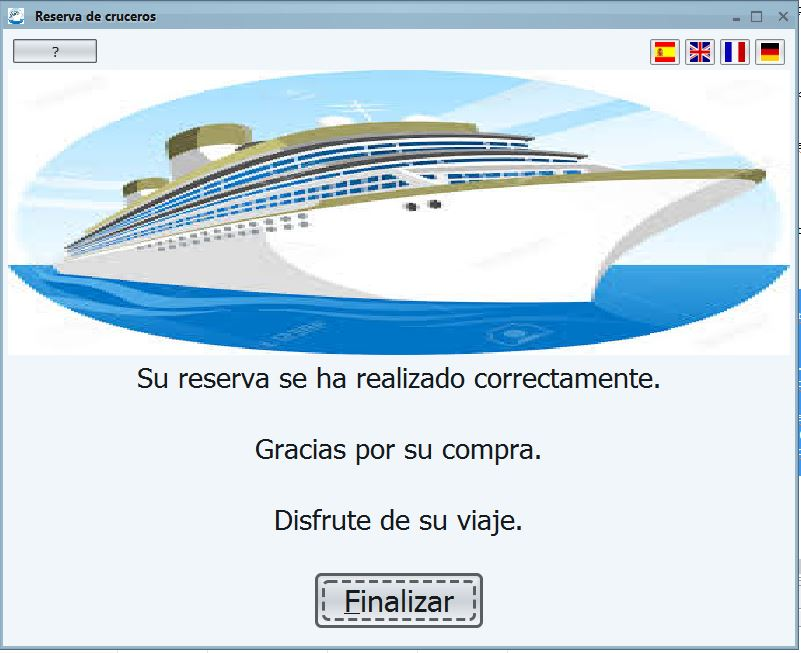 Reserva de cruceros
?
Su reserva se ha realizado correctamente.
Gracias por su compra.
Disfrute de su viaje.
Finalizar